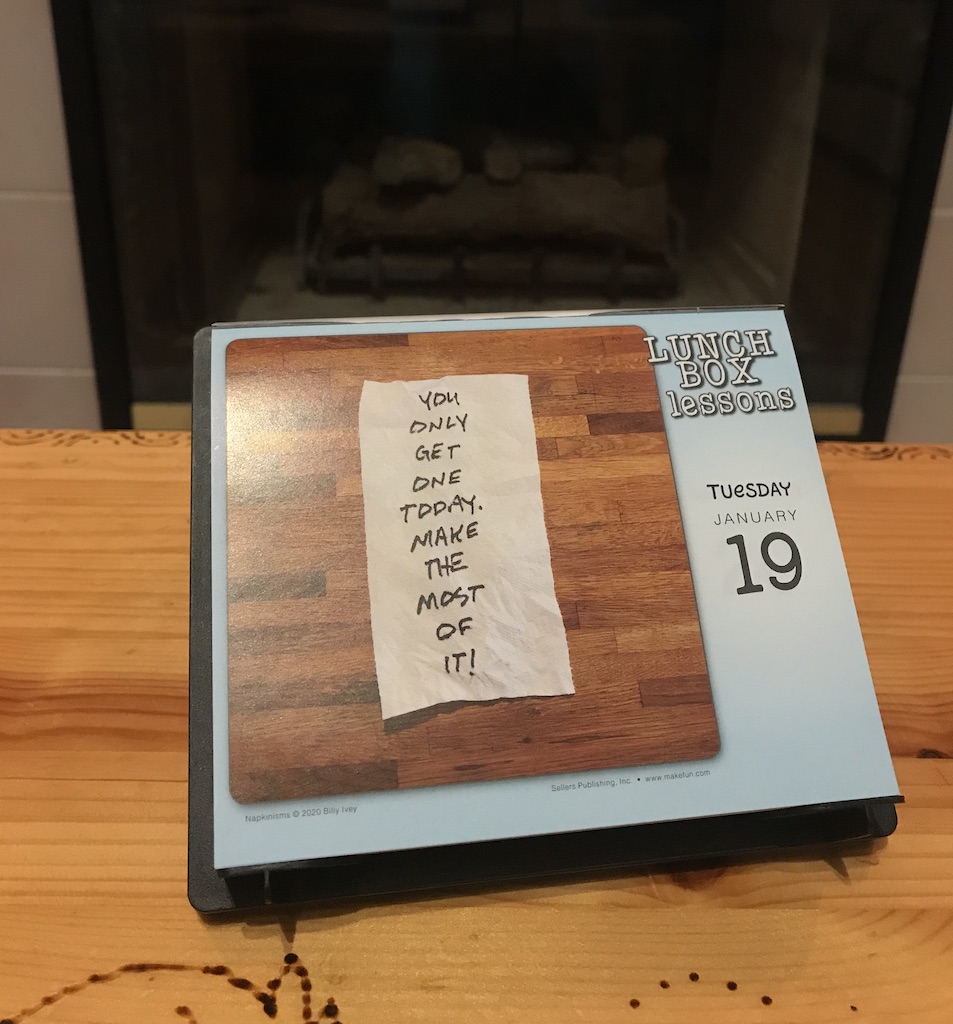 YOU
ONLY
GET
ONE
TODAY.
MAKE
THE
MOST
OF
IT!
LUNCH
BOX
lessons
TUESDAY
JANUARY
19
Napkinisms © 2020 Billy Ivey
Sellers Publishing, Inc. • www.makefun.com